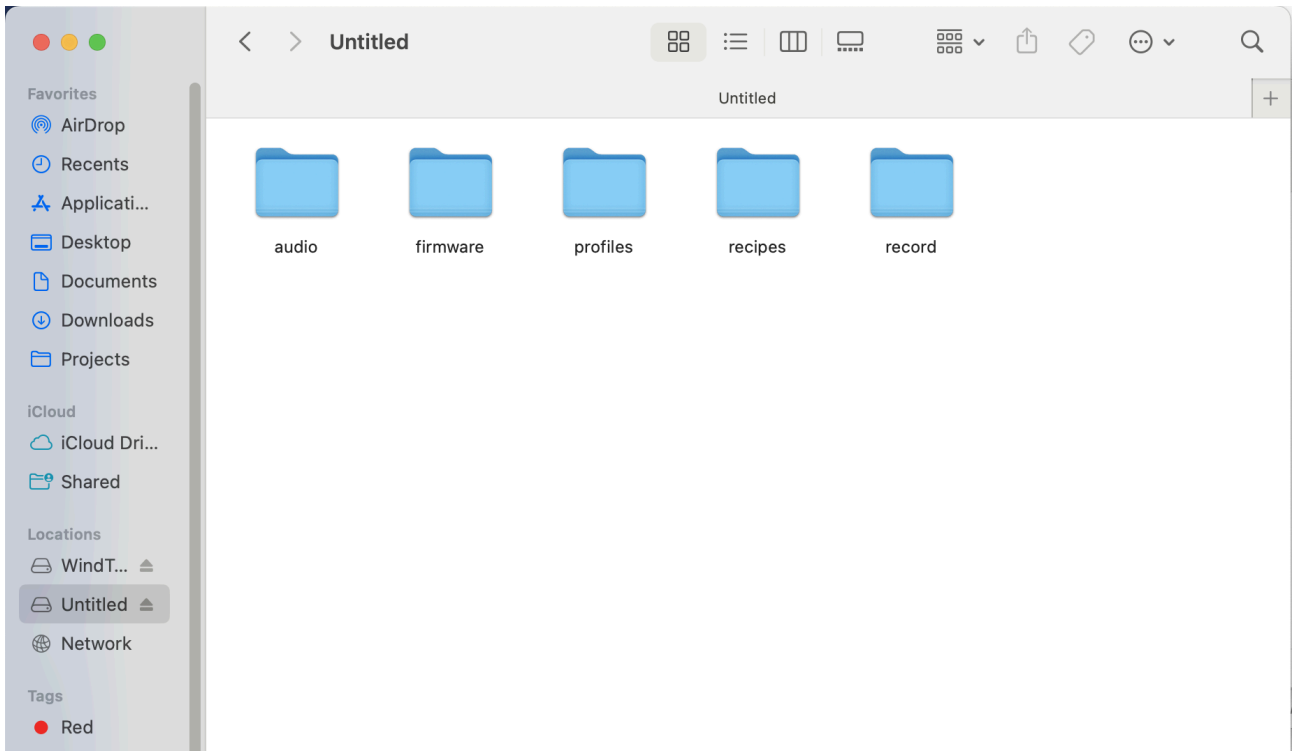 Untitled
Untitled
Favorites
AirDrop
Recents
Applicati...
Desktop
Documents
Downloads
Projects
iCloud
iCloud Dri...
Shared
Locations
WindT...
Untitled
Network
Tags
Red
audio firmware profiles recipes record